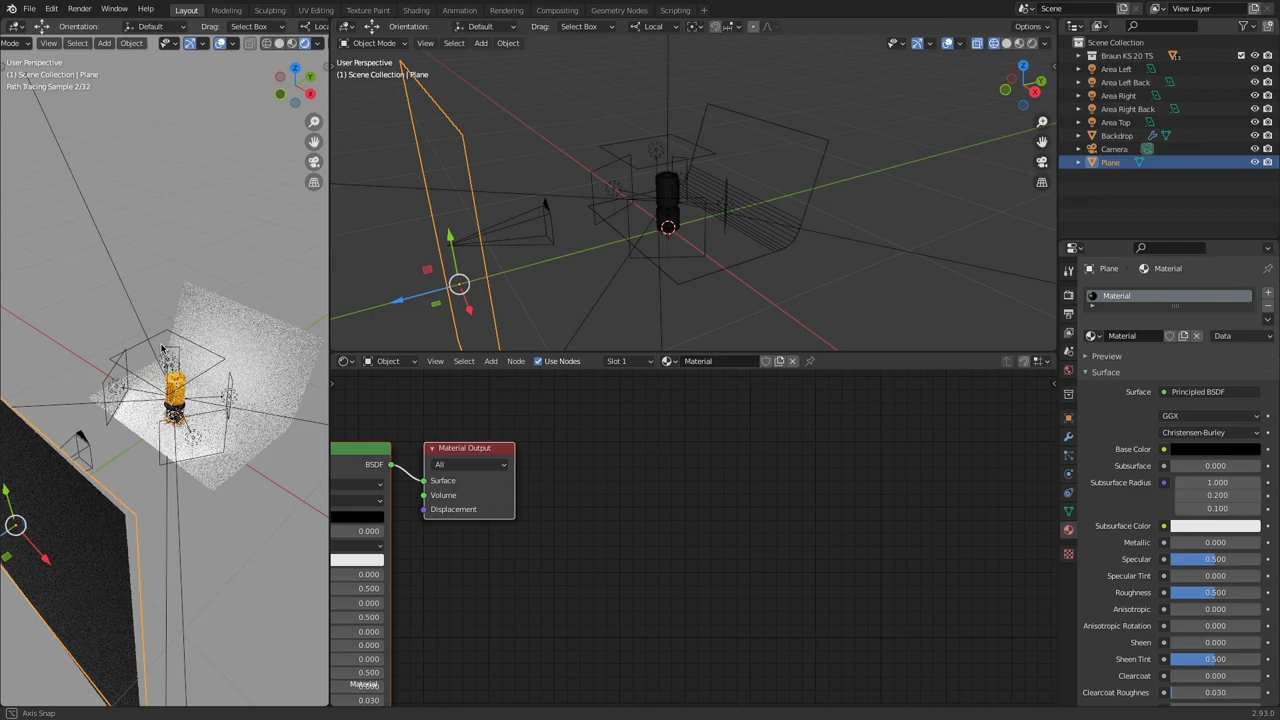 File Edit Render Window Help Layout Modeling Sculpting UV Editing Texture Paint Shading Animation Rendering Compositing Geometry Nodes Scripting Scene View Layer
Orientation: Default Drag: Select Box
Orientation: Default Drag: Select Box Local Options
Mode View Select Add Object Loc
Object Mode View Select Add Object
User Perspective
(1) Scene Collection | Plane
Path Tracing Sample 2/32
User Perspective
(1) Scene Collection | Plane
Scene Collection
Braun KS 20 TS
Area Left
Area Left Back
Area Right
Area Right Back
Area Top
Backdrop
Camera
Plane
Object View Select Add Node Use Nodes Slot 1 Material
Material Output
BSDF All
Surface
Volume
Displacement
0.000
0.000
0.500
0.000
0.500
0.000
0.000
0.000
0.500
Material
0.030
Plane Material
Material
Material Data
Preview
Surface
Surface Principled BSDF
GGX
Christensen-Burley
Base Color
Subsurface 0.000
Subsurface Radius 1.000
0.200
0.100
Subsurface Color
Metallic 0.000
Specular 0.500
Specular Tint 0.000
Roughness 0.500
Anisotropic 0.000
Anisotropic Rotation 0.000
Sheen 0.000
Sheen Tint 0.500
Clearcoat 0.000
Clearcoat Roughnes 0.030
Axis Snap
2.93.0